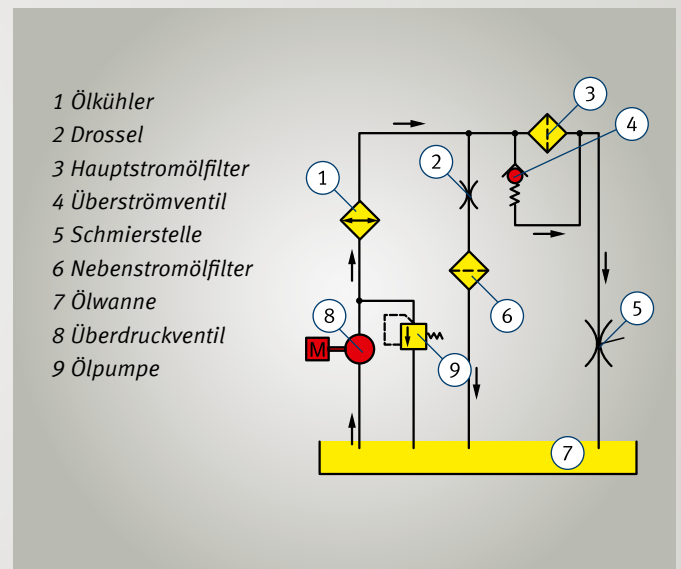 1 Ölkühler
2 Drossel
3 Hauptstromölfilter
4 Überströmventil
5 Schmierstelle
6 Nebenstromölfilter
7 Ölwanne
8 Überdruckventil
9 Ölpumpe
3
4
2
1
6
8
5
M
9
7